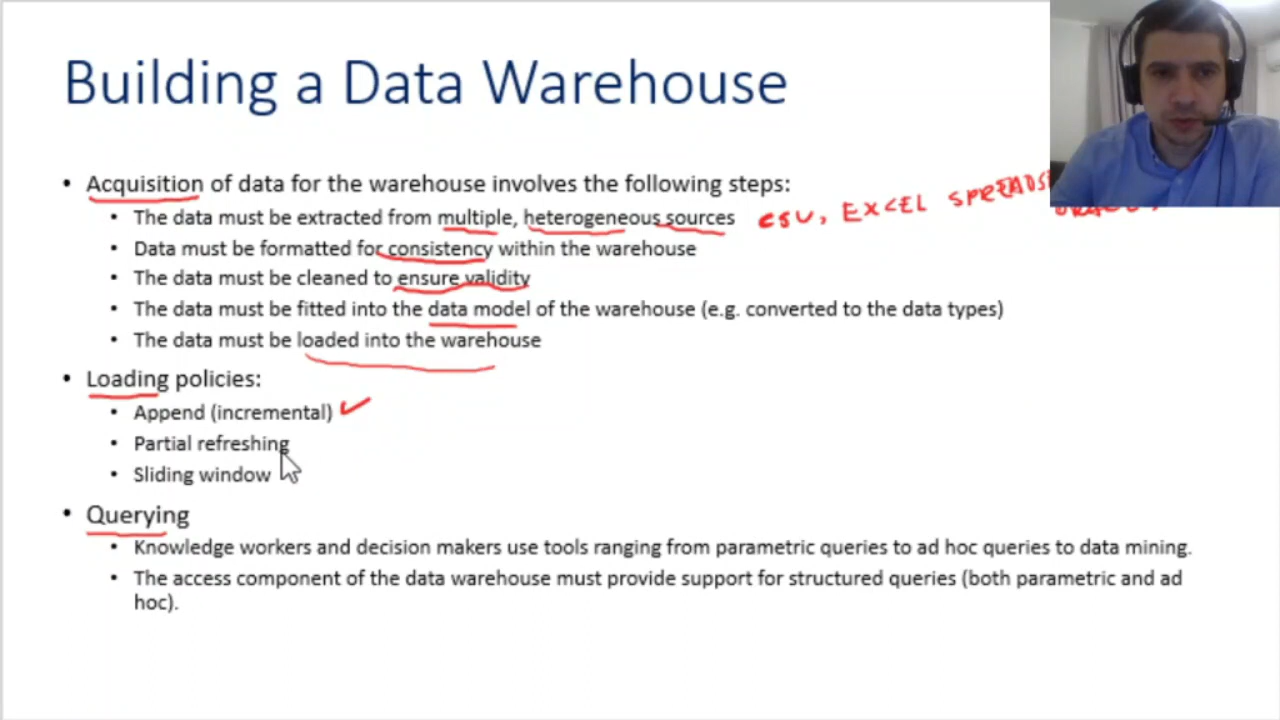 Building a Data Warehouse
• Acquisition of data for the warehouse involves the following steps:
• The data must be extracted from multiple, heterogeneous sources CSV, EXCEL
• Data must be formatted for consistency within the warehouse
• The data must be cleaned to ensure validity
• The data must be fitted into the data model of the warehouse (e.g. converted to the data types)
• The data must be loaded into the warehouse
• Loading policies:
• Append (incremental)
• Partial refreshing
• Sliding window
• Querying
• Knowledge workers and decision makers use tools ranging from parametric queries to ad hoc queries to data mining.
• The access component of the data warehouse must provide support for structured queries (both parametric and ad
hoc).